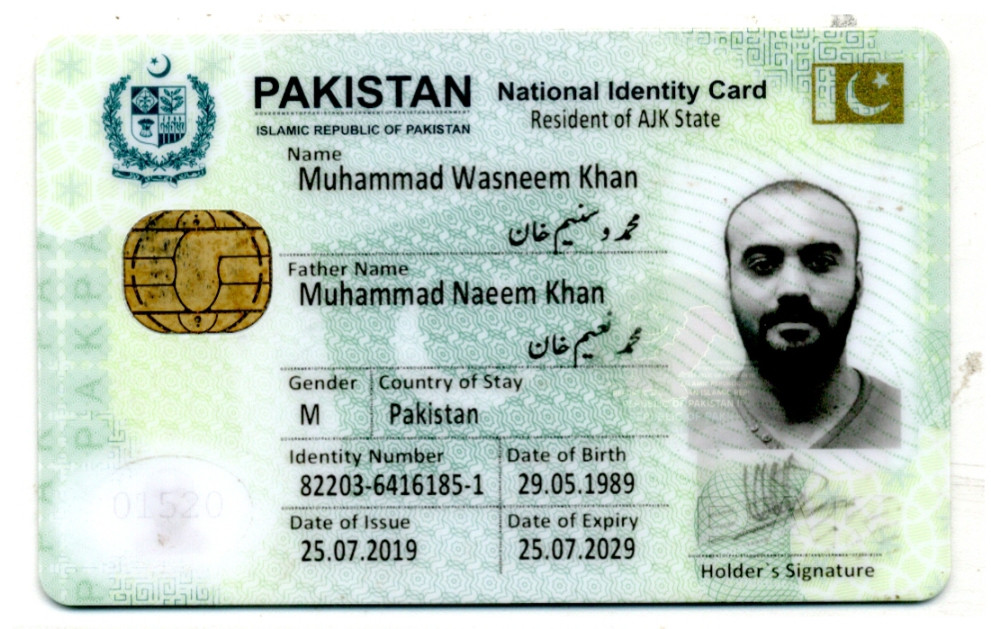 PAKISTAN
National Identity Card
ISLAMIC REPUBLIC OF PAKISTAN
Resident of AJK State
Name
Muhammad Wasneem Khan
محمد وسنیم خان
Father Name
Muhammad Naeem Khan
محمد نعیم خان
Gender Country of Stay
M Pakistan
Identity Number Date of Birth
82203-6416185-1 29.05.1989
Date of Issue Date of Expiry
25.07.2019 25.07.2029
01520
Holder`s Signature